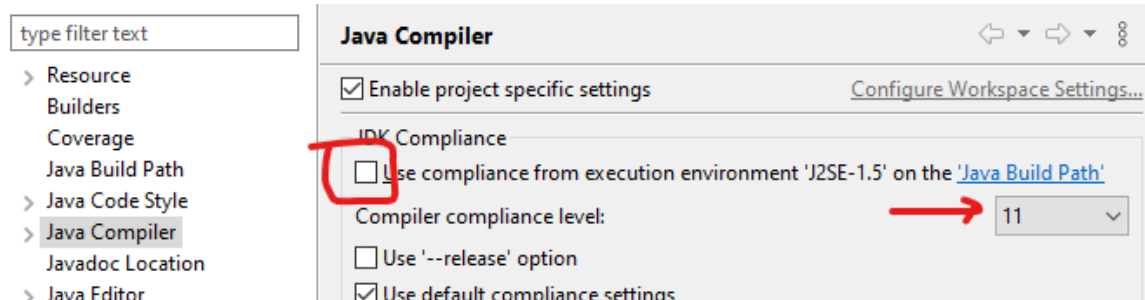 type filter text
Resource
Builders
Coverage
Java Build Path
Java Code Style
Java Compiler
Javadoc Location
Java Editor
Java Compiler
Enable project specific settings
Configure Workspace Settings...
JDK Compliance
Use compliance from execution environment 'J2SE-1.5' on the 'Java Build Path'
Compiler compliance level:
11
Use '--release' option
Use default compliance settings